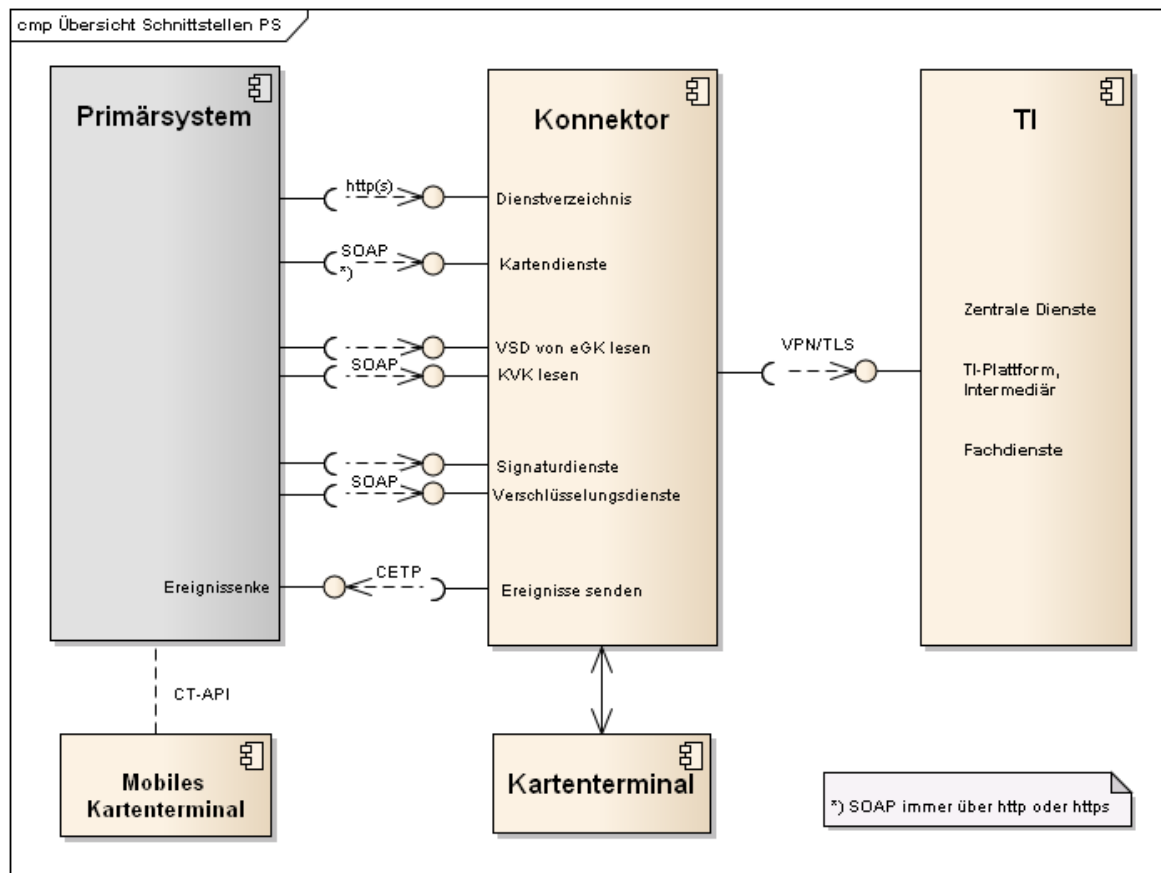 cmp Übersicht Schnittstellen PS
Primärsystem
Konnektor
TI
http(s)
Dienstverzeichnis
SOAP
*)
Kartendienste
VSD von eGK lesen
SOAP
KVK lesen
Signaturdienste
SOAP
Verschlüsselungsdienste
Ereignissenke
CETP
Ereignisse senden
VPN/TLS
Zentrale Dienste
TI-Plattform,
Intermediär
Fachdienste
CT-API
Mobiles
Kartenterminal
Kartenterminal
*) SOAP immer über http oder https